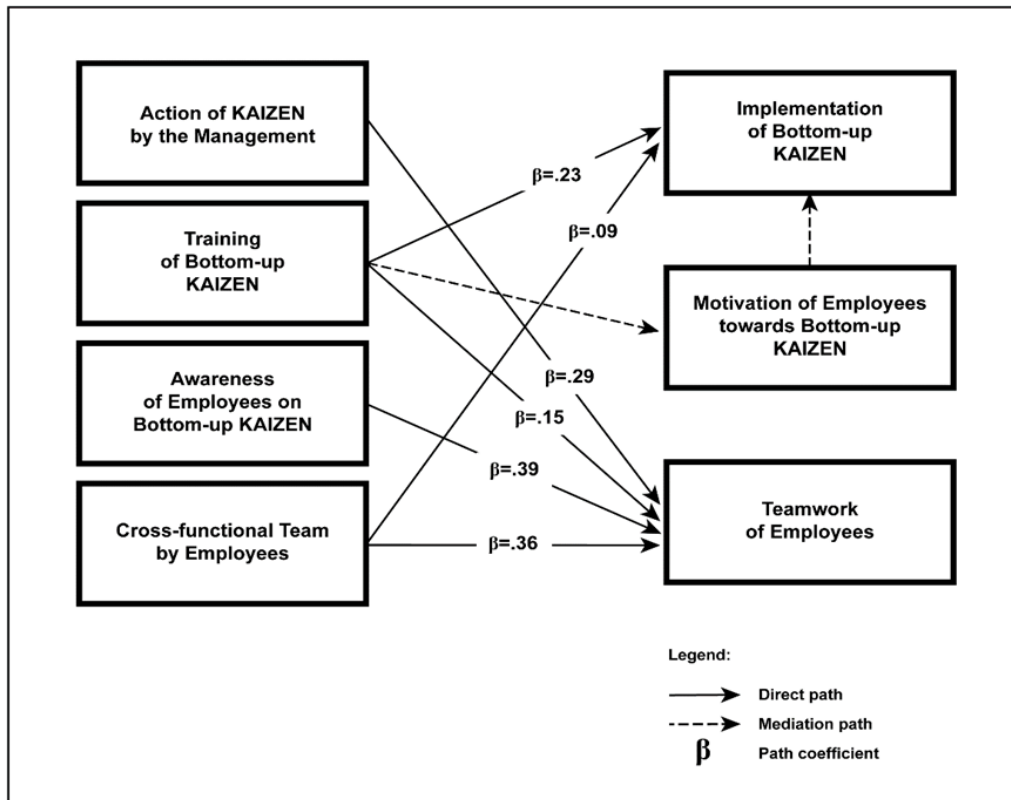 Action of KAIZEN
by the Management
Training
of Bottom-up
KAIZEN
Awareness
of Employees on
Bottom-up KAIZEN
Cross-functional Team
by Employees
β=.23
β=.09
β=.29
β=.15
β=.39
β=.36
Implementation
of Bottom-up
KAIZEN
Motivation of Employees
towards Bottom-up
KAIZEN
Teamwork
of Employees
Legend:
Direct path
Mediation path
β Path coefficient